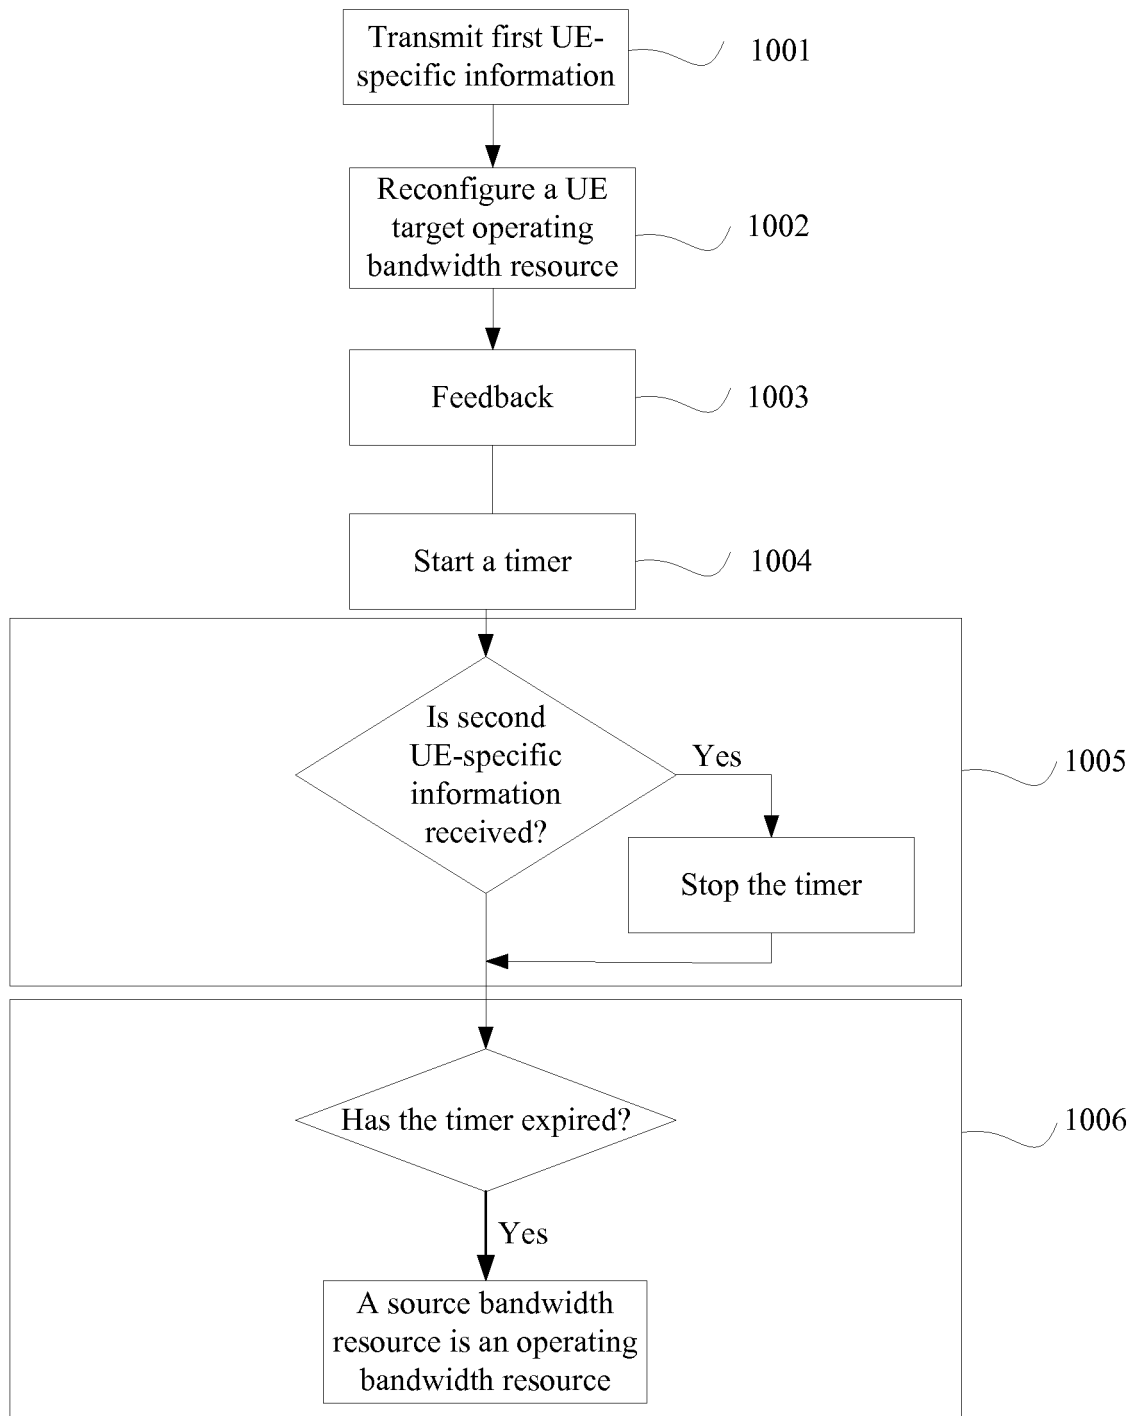 Transmit first UE-
specific information
1001
Reconfigure a UE
target operating
bandwidth resource
1002
Feedback
1003
Start a timer
1004
Is second
UE-specific
information
received?
Yes
1005
Stop the timer
Has the timer expired?
1006
Yes
A source bandwidth
resource is an operating
bandwidth resource